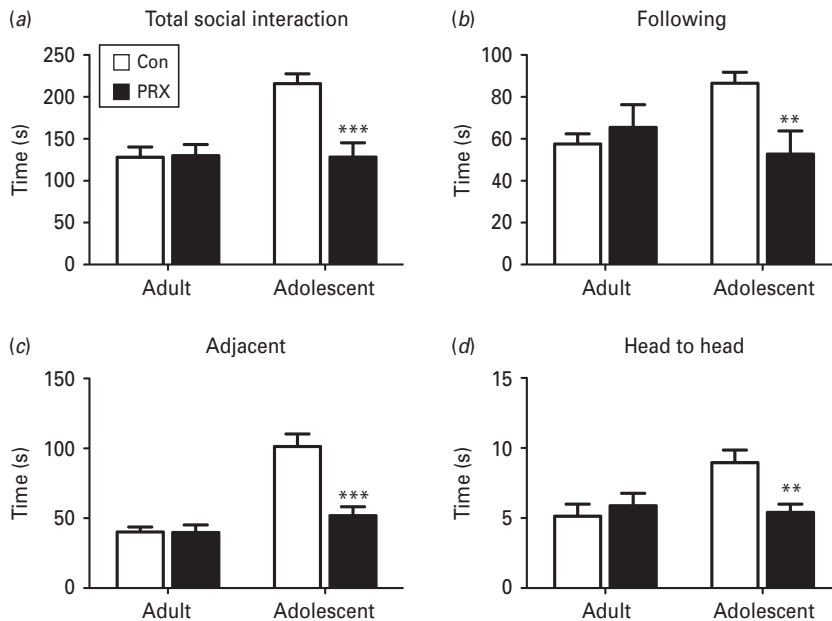 (a) Total social interaction
250
200
150
100
50
0
Time (s)
Con
PRX
***
Adult Adolescent
(b) Following
100
80
60
40
20
0
Time (s)
**
Adult Adolescent
(c) Adjacent
150
100
50
0
Time (s)
***
Adult Adolescent
(d) Head to head
15
10
5
0
Time (s)
**
Adult Adolescent